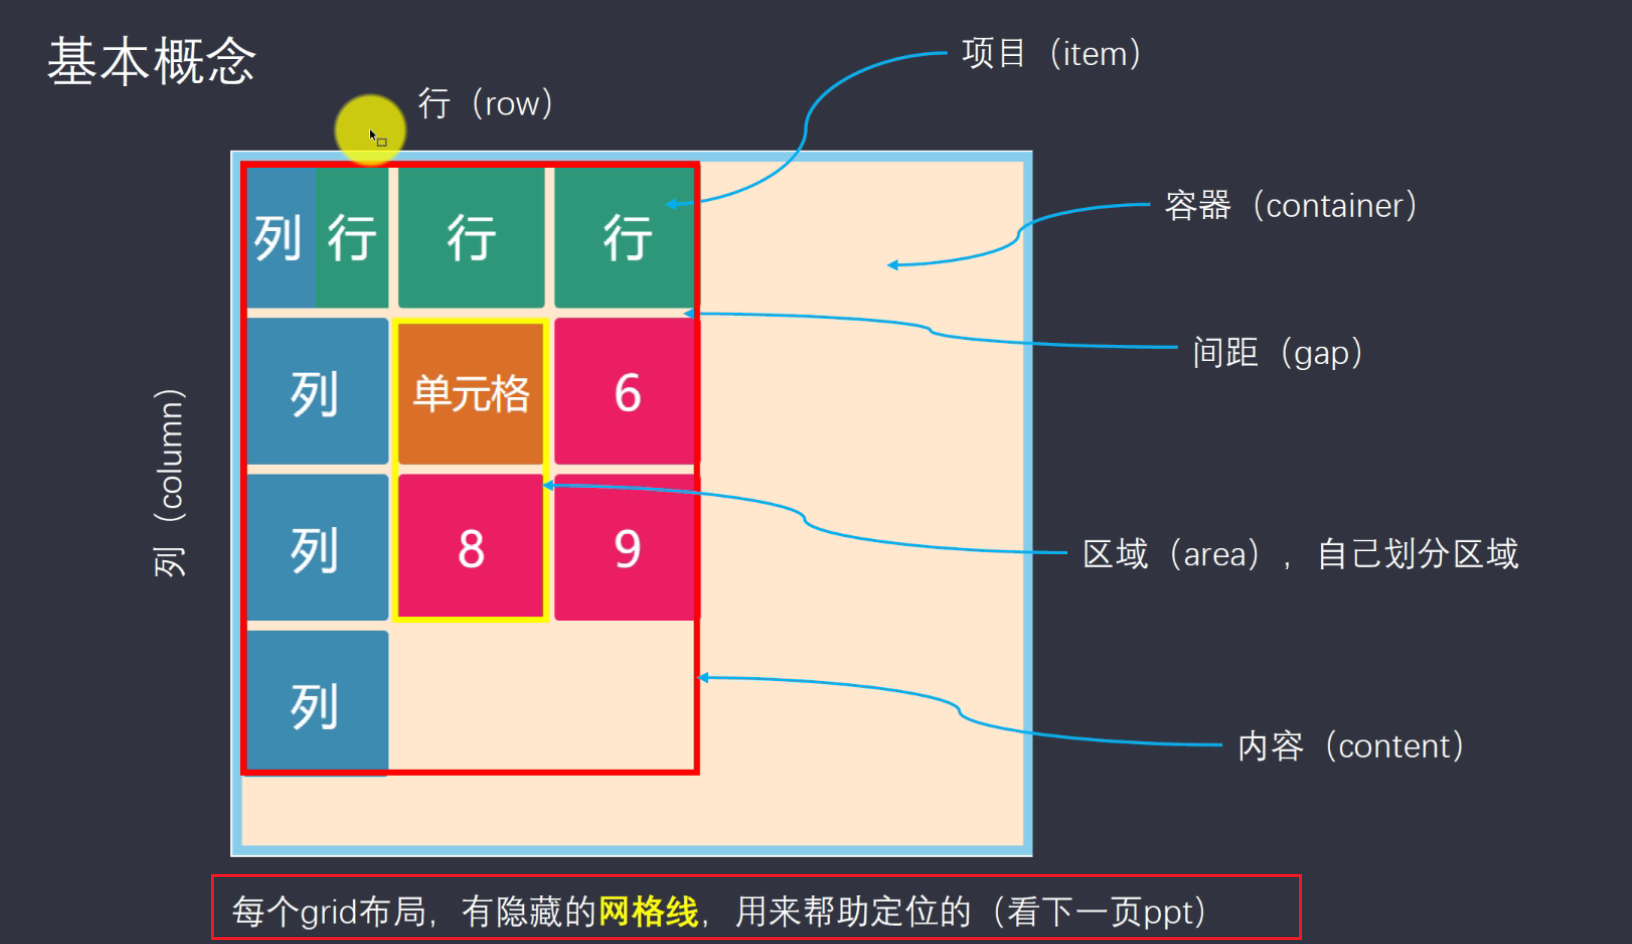 基本概念
项目（item）
行（row）
容器（container）
列 行 行 行
间距（gap）
列（column）
列 单元格 6
列 8 9
区域（area），自己划分区域
列
内容（content）
每个grid布局，有隐藏的网格线，用来帮助定位的（看下一页ppt）